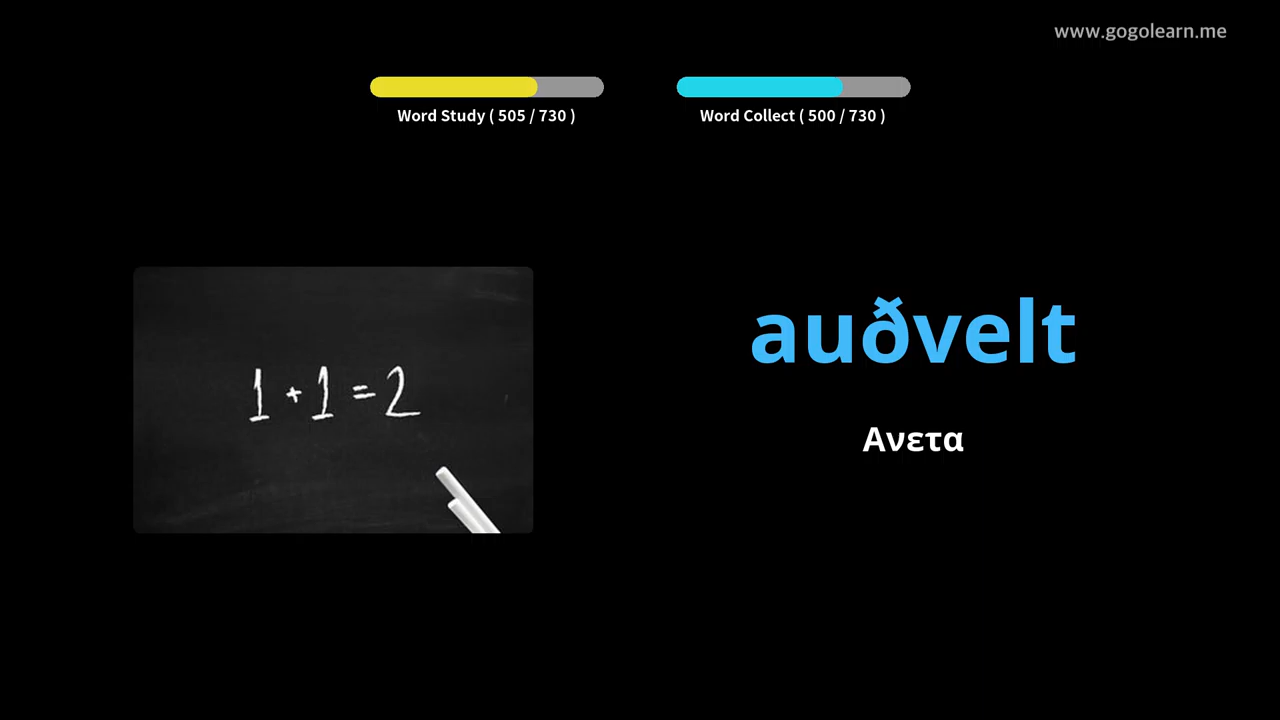 www.gogolearn.me
Word Study ( 505 / 730 )
Word Collect ( 500 / 730 )
1 + 1 = 2
auðvelt
Ανετα